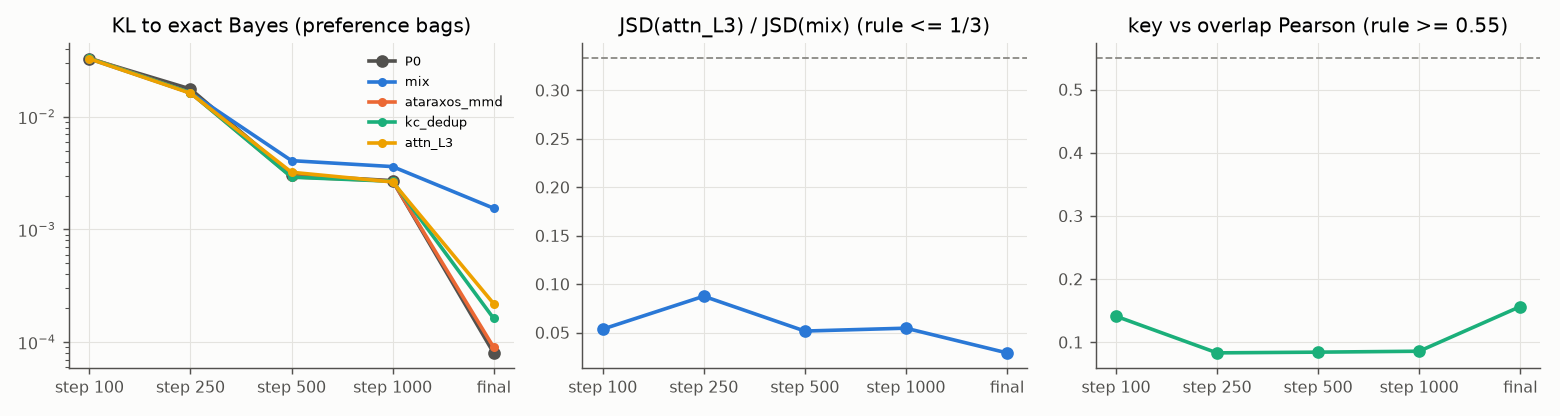 KL to exact Bayes (preference bags)
P0
mix
ataraxos_mmd
kc_dedup
attn_L3
10⁻²
10⁻³
10⁻⁴
step 100
step 250
step 500
step 1000
final
JSD(attn_L3) / JSD(mix) (rule <= 1/3)
0.30
0.25
0.20
0.15
0.10
0.05
step 100
step 250
step 500
step 1000
final
key vs overlap Pearson (rule >= 0.55)
0.5
0.4
0.3
0.2
0.1
step 100
step 250
step 500
step 1000
final